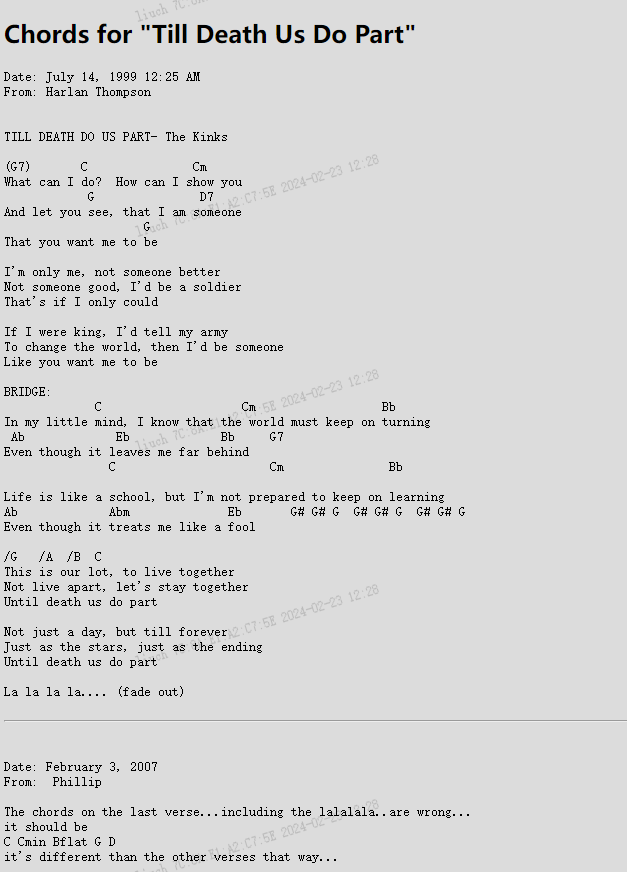 Chords for "Till Death Us Do Part"
Date: July 14, 1999 12:25 AM
From: Harlan Thompson
TILL DEATH DO US PART- The Kinks
(G7)       C               Cm
What can I do?  How can I show you
            G               D7
And let you see, that I am someone
                    G
That you want me to be
I'm only me, not someone better
Not someone good, I'd be a soldier
That's if I only could
If I were king, I'd tell my army
To change the world, then I'd be someone
Like you want me to be
BRIDGE:
             C                    Cm                  Bb
In my little mind, I know that the world must keep on turning
 Ab             Eb             Bb     G7
Even though it leaves me far behind
               C                      Cm               Bb
Life is like a school, but I'm not prepared to keep on learning
Ab             Abm              Eb       G# G# G  G# G# G  G# G# G
Even though it treats me like a fool
/G   /A  /B  C
This is our lot, to live together
Not live apart, let's stay together
Until death us do part
Not just a day, but till forever
Just as the stars, just as the ending
Until death us do part
La la la la.... (fade out)
Date: February 3, 2007
From:  Phillip
The chords on the last verse...including the lalalala..are wrong...
it should be
C Cmin Bflat G D
it's different than the other verses that way...